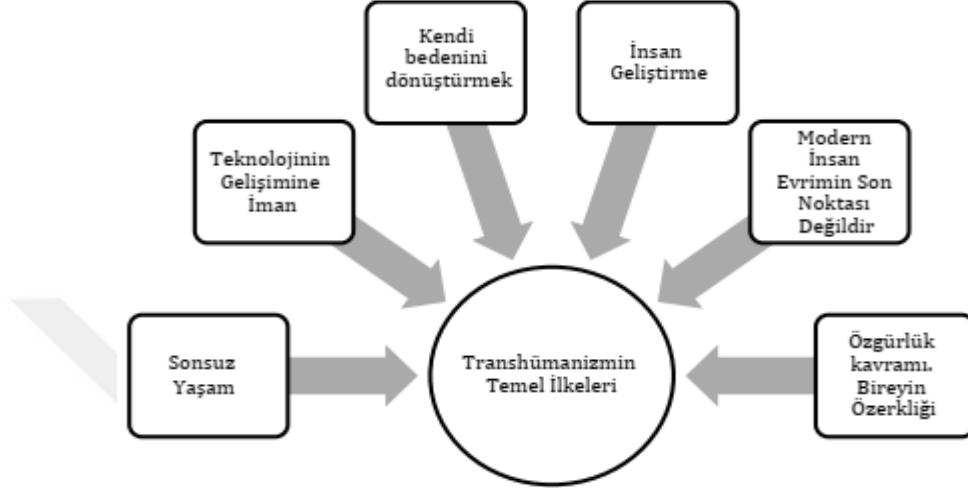 Kendi
bedenini
dönüştürmek
İnsan
Geliştirme
Teknolojinin
Gelişimine
İman
Modern
İnsan
Evrimin Son
Noktası
Değildir
Sonsuz
Yaşam
Transhümanizmin
Temel İlkeleri
Özgürlük
kavramı.
Bireyin
Özerkliği